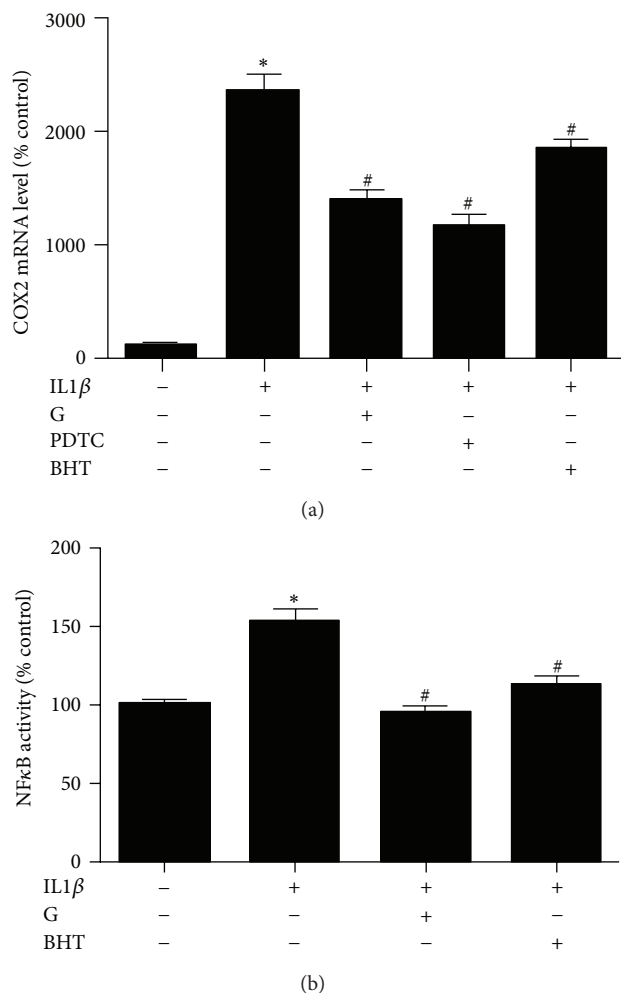 COX2 mRNA level (% control)
3000
*
#
#
#
2000
1000
0
IL1β − + + + +
G − − + − −
PDTC − − − + −
BHT − − − − +
(a)
NFκB activity (% control)
200
*
150
#
#
100
50
0
IL1β − + + +
G − − + −
BHT − − − +
(b)